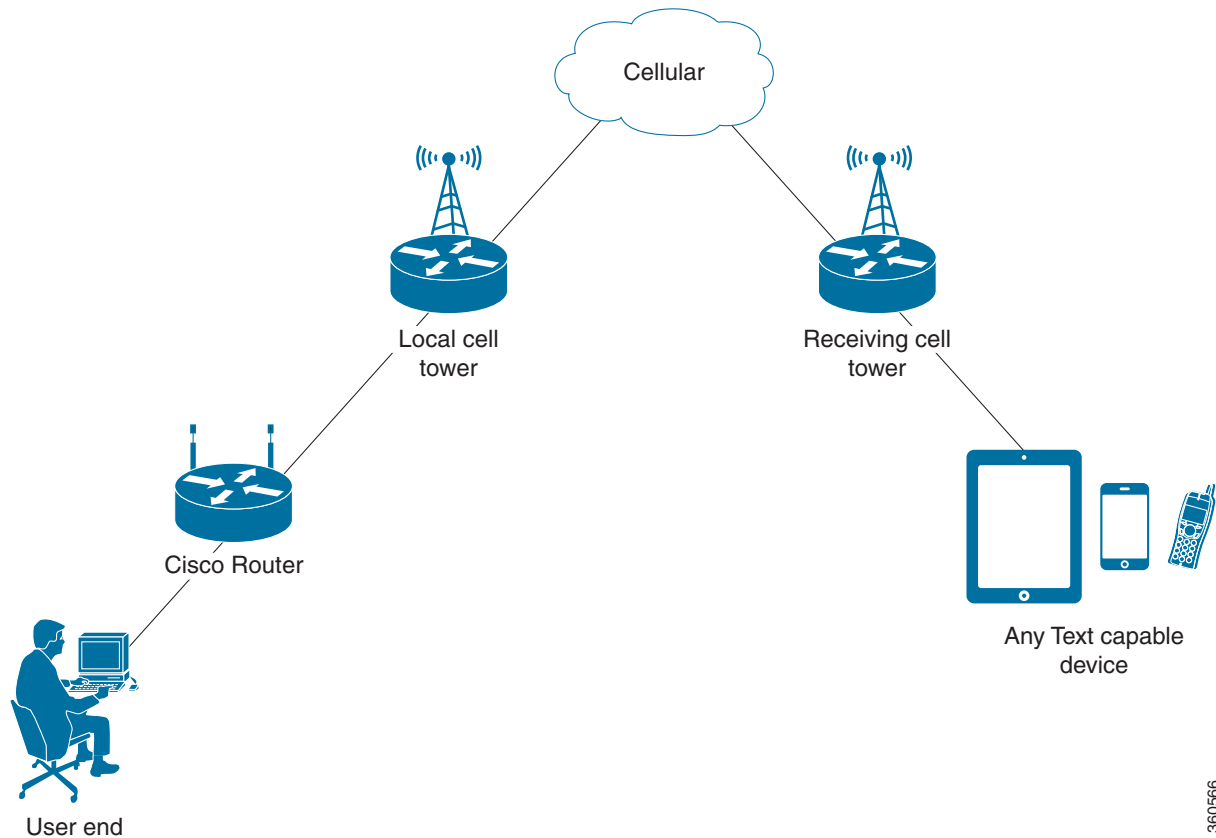 Cellular
Local cell
tower
Receiving cell
tower
Cisco Router
Any Text capable
device
User end
360566